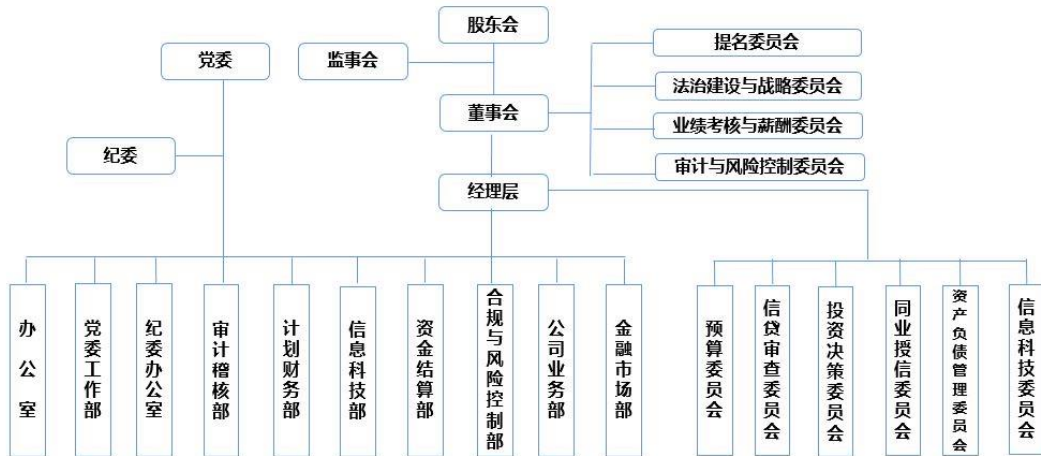 股东会
党委
监事会
提名委员会
法治建设与战略委员会
董事会
业绩考核与薪酬委员会
纪委
审计与风险控制委员会
经理层
办公室
党委工作部
纪委办公室
审计稽核部
计划财务部
信息科技部
资金结算部
合规与风险控制部
公司业务部
金融市场部
预算委员会
信贷审查委员会
投资决策委员会
同业授信委员会
资产负债管理委员会
信息科技委员会